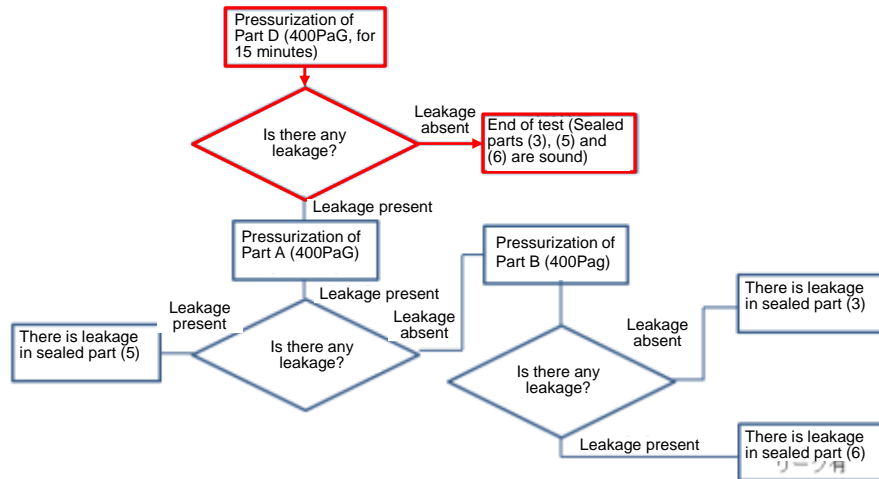 Pressurization of
Part D (400PaG, for
15 minutes)
Is there any
leakage?
Leakage
absent
End of test (Sealed
parts (3), (5) and
(6) are sound)
Leakage present
Pressurization of
Part A (400PaG)
Pressurization of
Part B (400Pag)
Leakage present
Leakage
present
Leakage
absent
There is leakage
in sealed part (5)
Is there any
leakage?
There is leakage
in sealed part (3)
Leakage
absent
Is there any
leakage?
Leakage present
There is leakage
in sealed part (6)